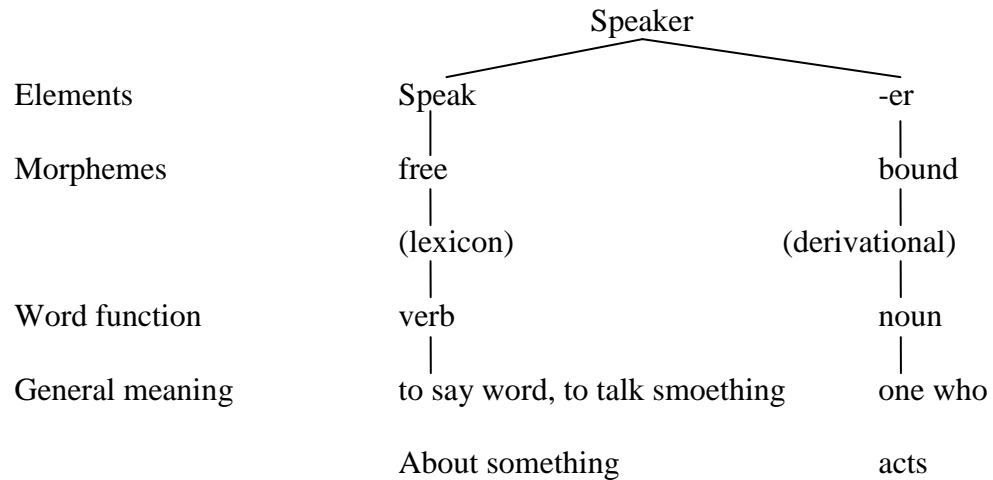 Speaker
Elements Speak -er
Morphemes free bound
(lexicon) (derivational)
Word function verb noun
General meaning to say word, to talk smoething one who
About something acts